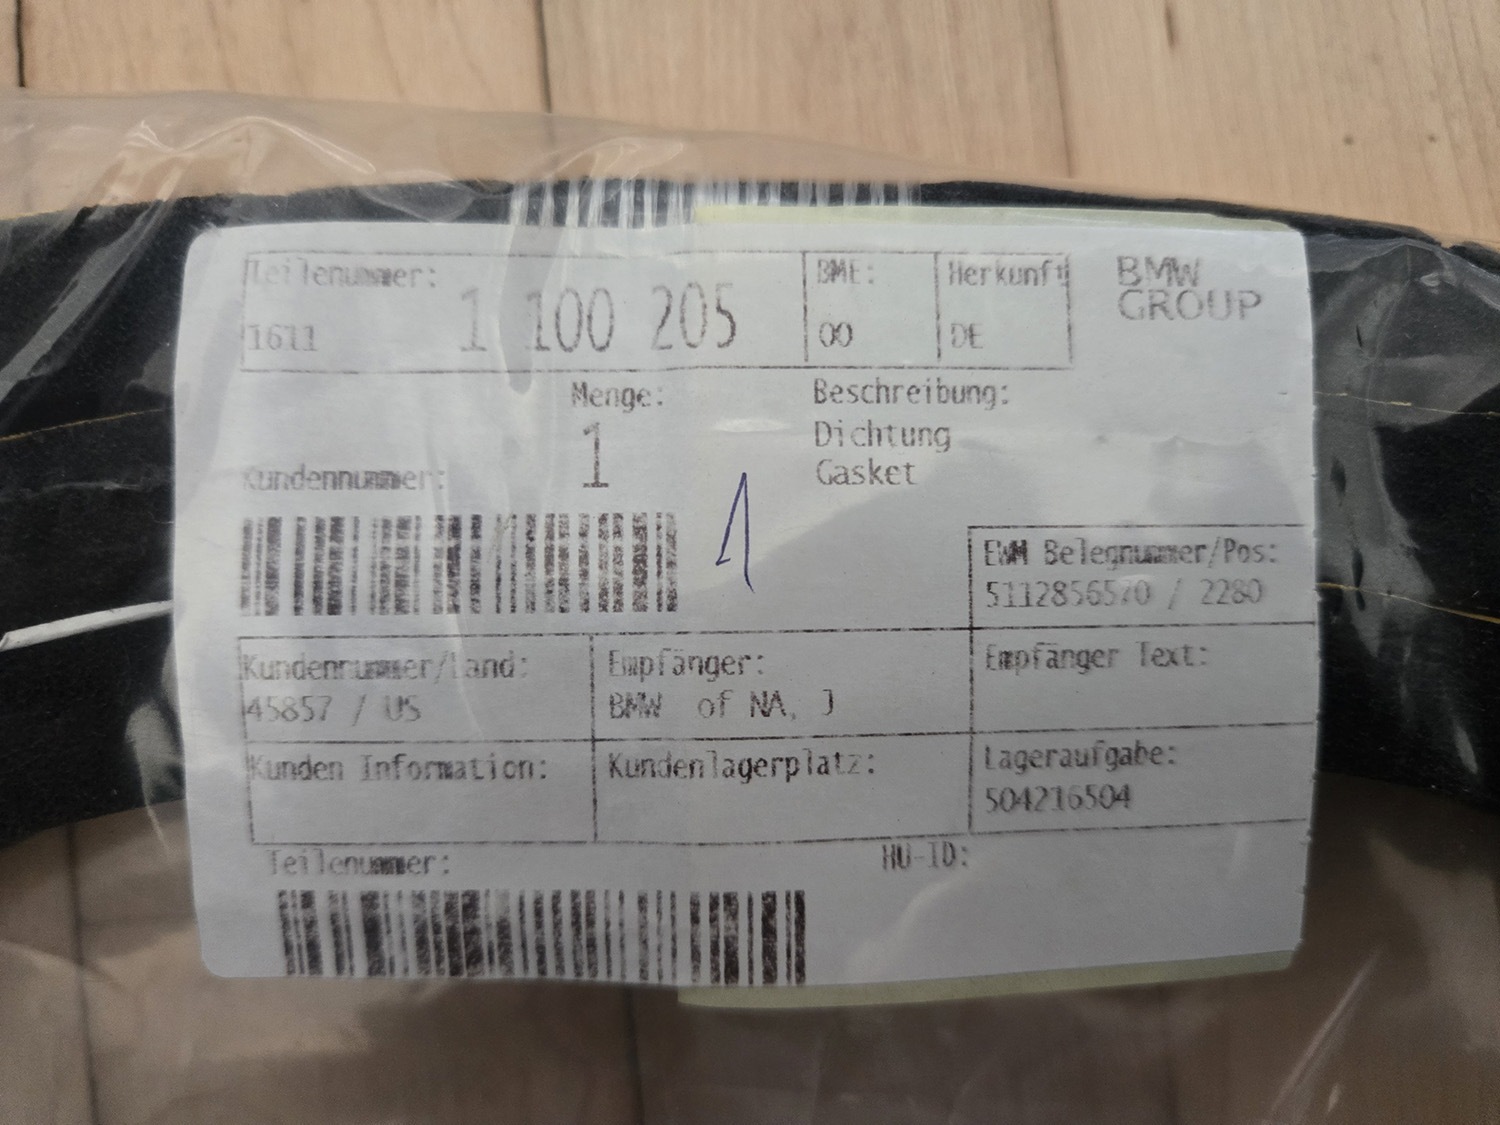 Teilenummer:
1611 1 100 205
BME:
00
Herkunft
DE
BMW
GROUP
Menge:
1
Beschreibung:
Dichtung
Gasket
Kundennummer:
1
EWM Belegnummer/Pos:
5112856570 / 2280
Kundennummer/Land:
45857 / US
Empfänger:
BMW of NA, J
Empfänger Text:
Kunden Information:
Kundenlagerplatz:
Lageraufgabe:
504216504
Teilenummer:
HU-ID: